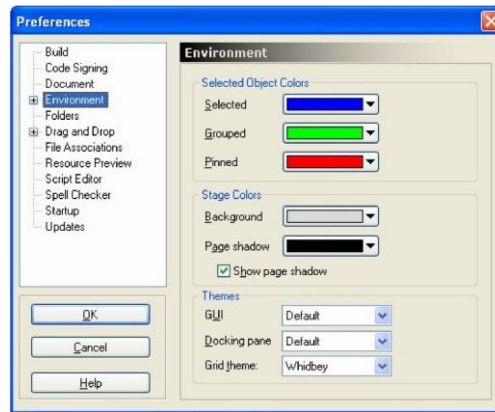 Preferences
Build
Code Signing
Document
Environment
Folders
Drag and Drop
File Associations
Resource Preview
Script Editor
Spell Checker
Startup
Updates
OK
Cancel
Help
Environment
Selected Object Colors
Selected
Grouped
Pinned
Stage Colors
Background
Page shadow
Show page shadow
Themes
GUI Default
Docking pane Default
Grid theme: Whidbey